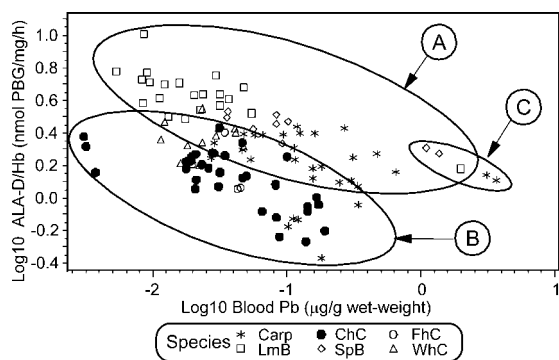 Log10 ALA-D/Hb (nmol PBG/mg/h)
1.0
0.8
0.6
0.4
0.2
0.0
-0.2
-0.4
A
C
B
-2
-1
0
1
Log10 Blood Pb (µg/g wet-weight)
Species
Carp
ChC
FhC
LmB
SpB
WhC